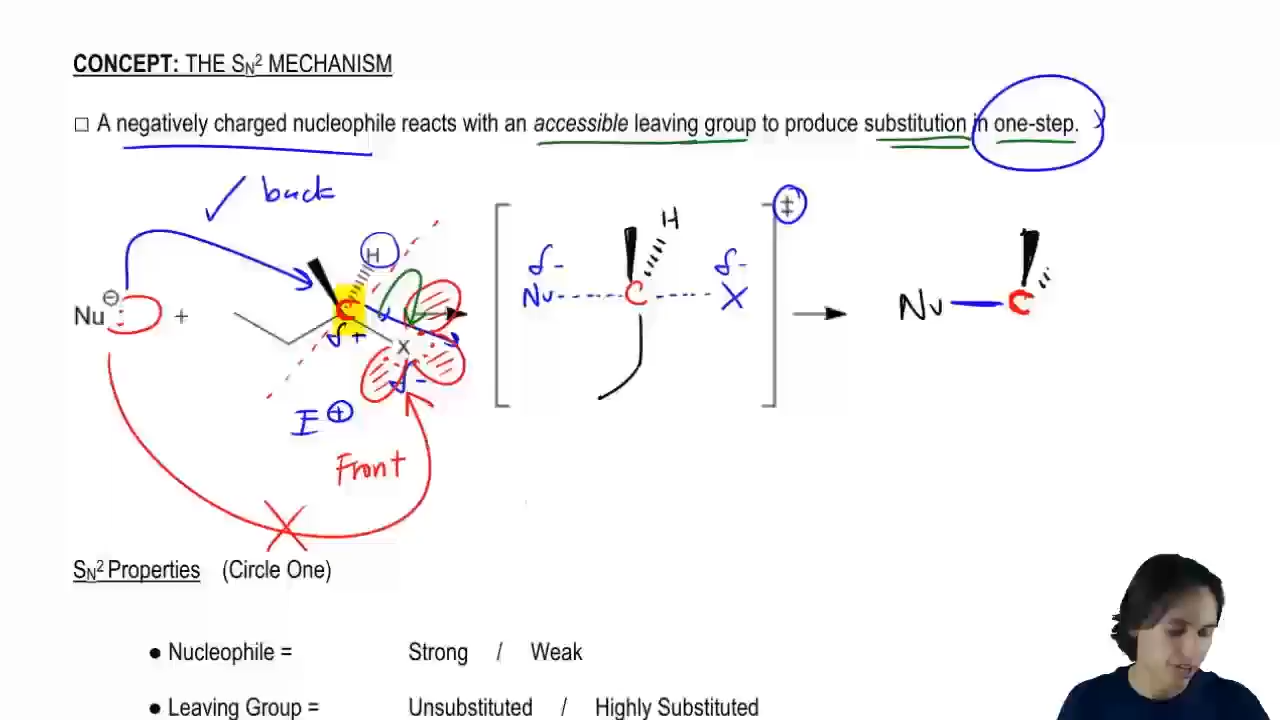 CONCEPT: THE SN2 MECHANISM
□ A negatively charged nucleophile reacts with an accessible leaving group to produce substitution in one-step.
back
H
‡
H
δ- δ-
C
Nu C X
Nu C
Nu ⊖ : +
δ+
X
δ-
I ⊕
Front
SN2 Properties (Circle One)
● Nucleophile = Strong / Weak
● Leaving Group = Unsubstituted / Highly Substituted